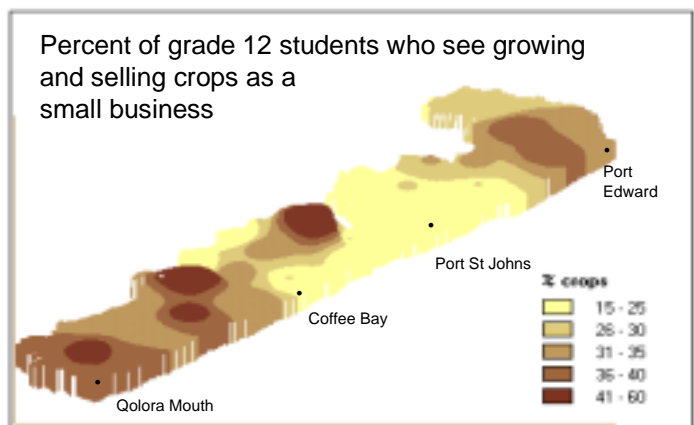 Percent of grade 12 students who see growing
and selling crops as a
small business
Port
Edward
Port St Johns
Coffee Bay
Qolora Mouth
% crops
15 - 25
26 - 30
31 - 35
36 - 40
41 - 60